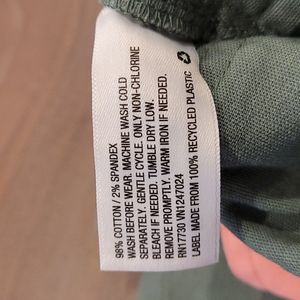 98% COTTON / 2% SPANDEX
WASH BEFORE WEAR. MACHINE WASH COLD
SEPARATELY. GENTLE CYCLE. ONLY NON-CHLORINE
BLEACH IF NEEDED. TUMBLE DRY LOW.
REMOVE PROMPTLY. WARM IRON IF NEEDED.
RN17730 VN1247024
LABEL MADE FROM 100% RECYCLED PLASTIC